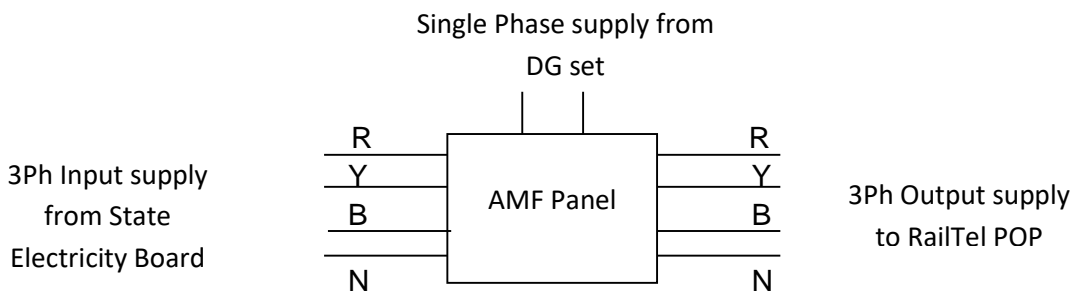 Single Phase supply from
DG set
3Ph Input supply
from State
Electricity Board
R
Y
B
N
AMF Panel
R
Y
B
N
3Ph Output supply
to RailTel POP